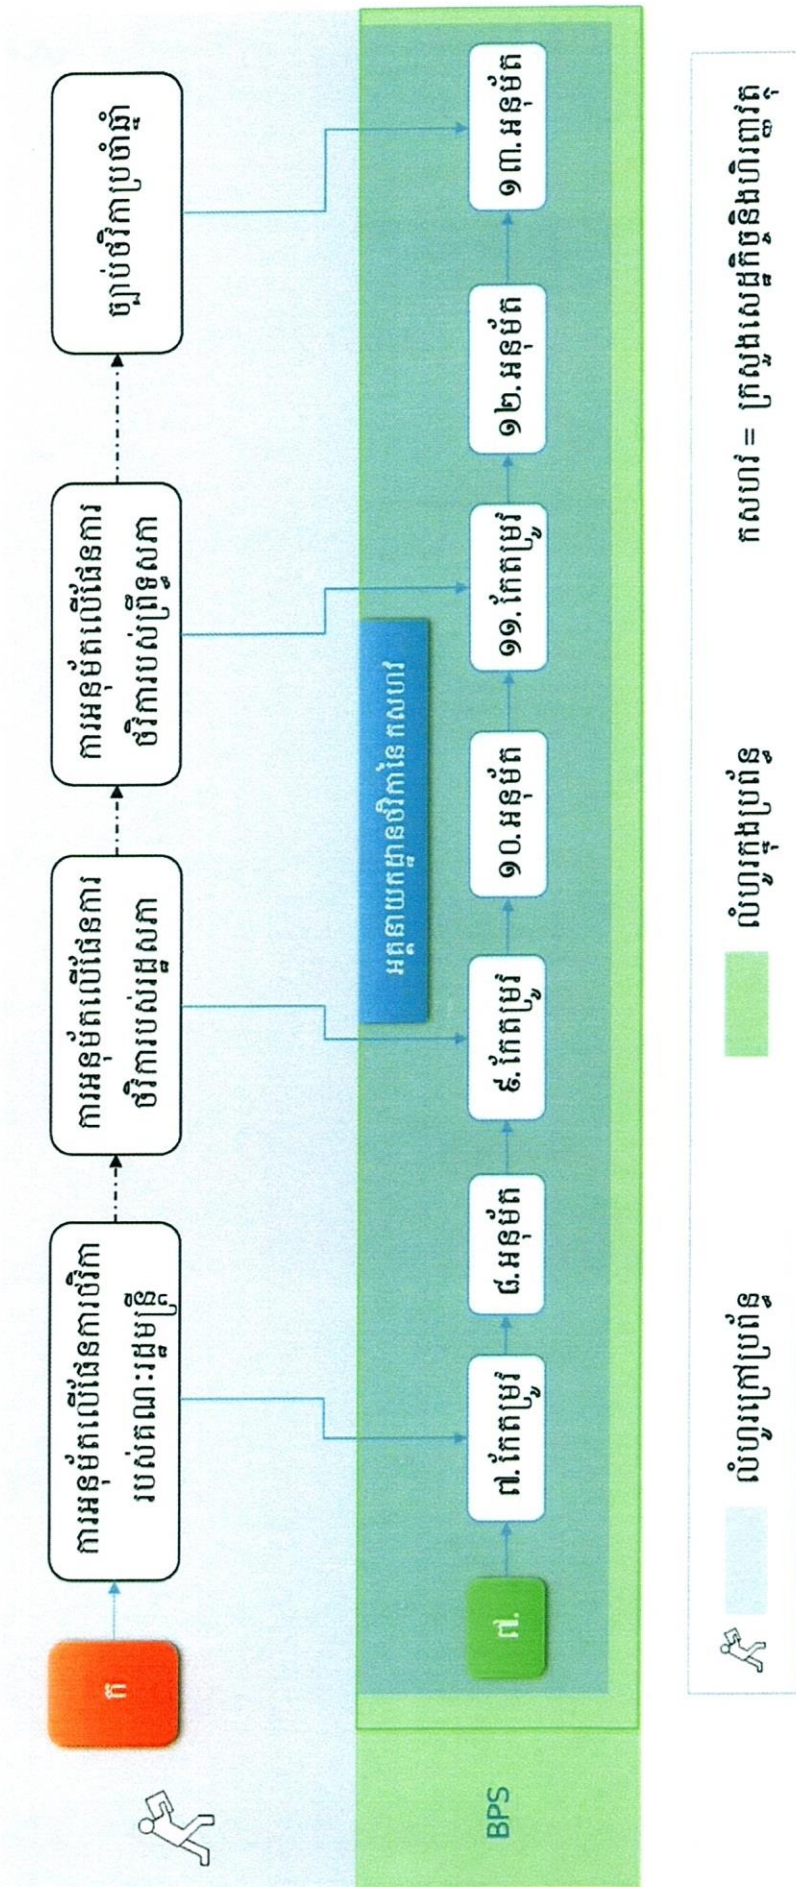 ក
ការអនុម័តលើផែនការថវិកា
របស់គណៈរដ្ឋមន្ត្រី
ការអនុម័តលើផែនការ
ថវិការបស់រដ្ឋសភា
ការអនុម័តលើផែនការ
ថវិការបស់ព្រឹទ្ធសភា
ច្បាប់ថវិកាប្រចាំឆ្នាំ
BPS
អគ្គនាយកដ្ឋានថវិកានៃ កសហវ
៧.
៧.កែតម្រូវ
៨.អនុម័ត
៩.កែតម្រូវ
១០.អនុម័ត
១១.កែតម្រូវ
១២.អនុម័ត
១៣.អនុម័ត
លំហូរក្រៅប្រព័ន្ធ
លំហូរក្នុងប្រព័ន្ធ
កសហវ = ក្រសួងសេដ្ឋកិច្ចនិងហិរញ្ញវត្ថុ